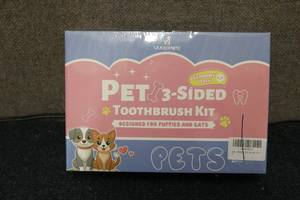 PET 3-SIDED
TOOTHBRUSH KIT
DESIGNED FOR PUPPIES AND CATS
PETS